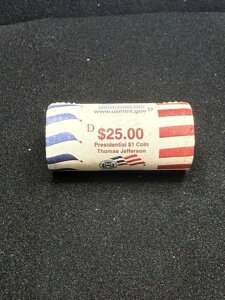 www.usmint.gov D
D $25.00
Presidential $1 Coin
Thomas Jefferson